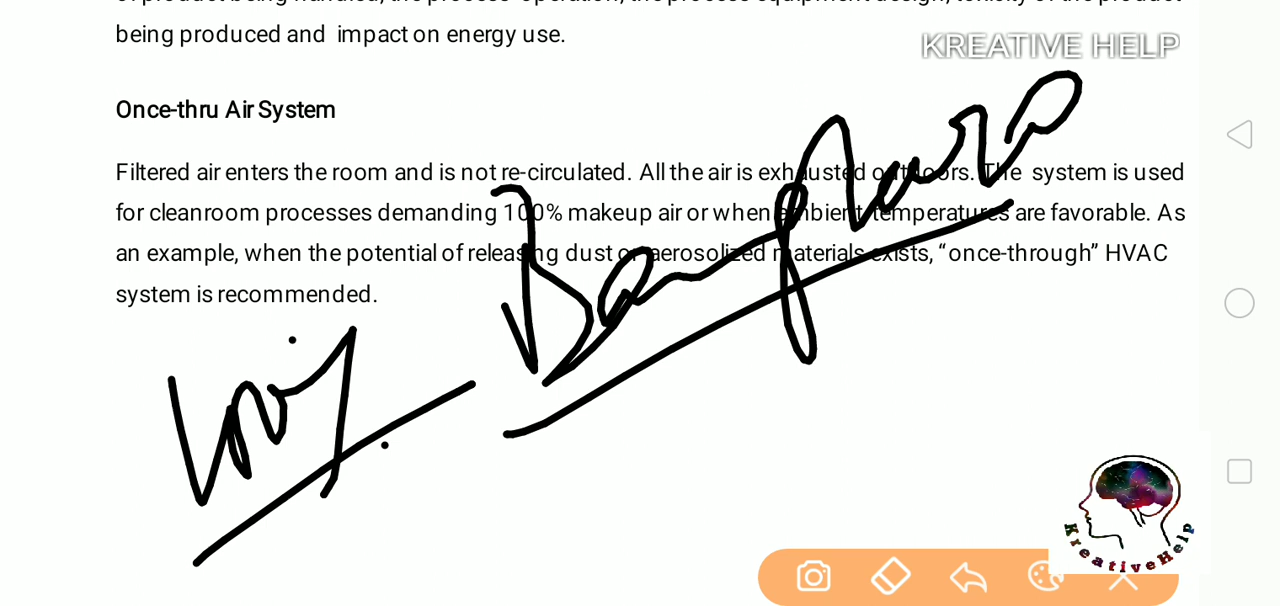 being produced and impact on energy use.
KREATIVE HELP
Once-thru Air System
Filtered air enters the room and is not re-circulated. All the air is exhausted outdoors. The system is used
for cleanroom processes demanding 100% makeup air or when ambient temperatures are favorable. As
an example, when the potential of releasing dust or aerosolized materials exists, “once-through” HVAC
system is recommended.
KreativeHelp